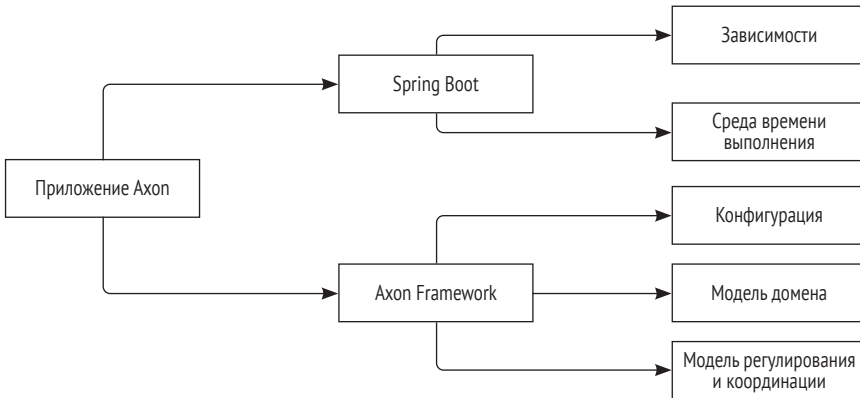 Зависимости
Spring Boot
Среда времени
выполнения
Приложение Axon
Конфигурация
Axon Framework
Модель домена
Модель регулирования
и координации